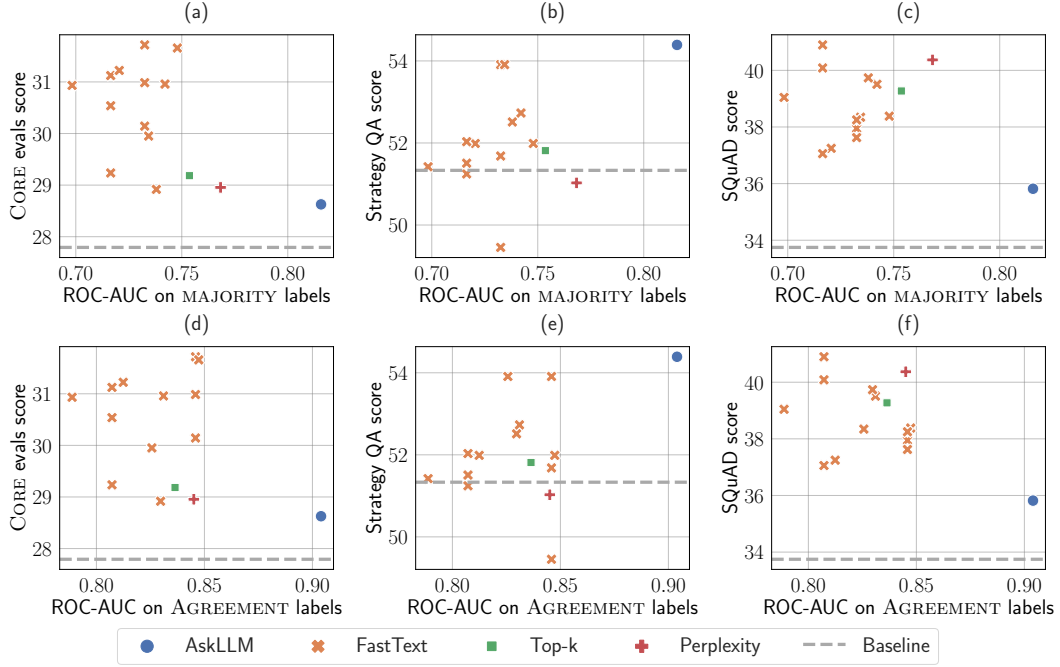 (a)
(b)
(c)
CORE evals score
31
30
29
28
0.70
0.75
0.80
ROC-AUC on MAJORITY labels
Strategy QA score
54
52
50
0.70
0.75
0.80
ROC-AUC on MAJORITY labels
SQuAD score
40
38
36
34
0.70
0.75
0.80
ROC-AUC on MAJORITY labels
(d)
(e)
(f)
CORE evals score
31
30
29
28
0.80
0.85
0.90
ROC-AUC on AGREEMENT labels
Strategy QA score
54
52
50
0.80
0.85
0.90
ROC-AUC on AGREEMENT labels
SQuAD score
40
38
36
34
0.80
0.85
0.90
ROC-AUC on AGREEMENT labels
AskLLM
FastText
Top-k
Perplexity
Baseline